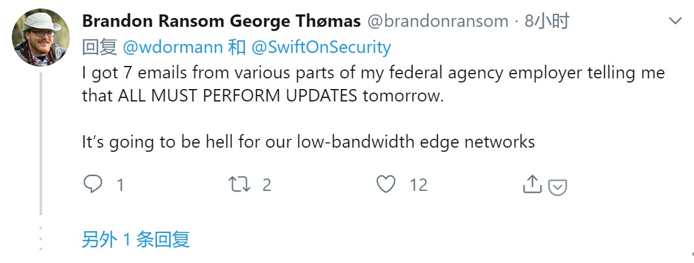 Brandon Ransom George Thømas @brandonransom · 8小时
回复 @wdormann 和 @SwiftOnSecurity
I got 7 emails from various parts of my federal agency employer telling me
that ALL MUST PERFORM UPDATES tomorrow.
It’s going to be hell for our low-bandwidth edge networks
1 2 12
另外 1 条回复